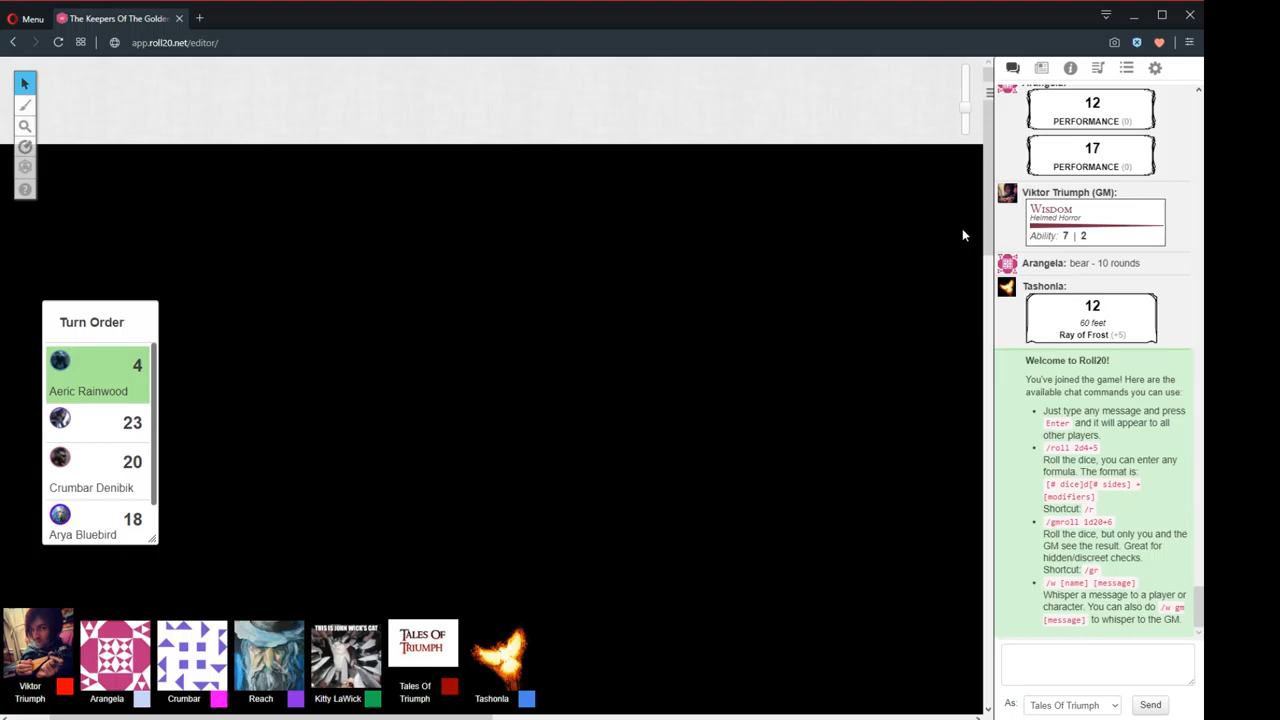 Menu
The Keepers Of The Golde
app.roll20.net/editor/
12
PERFORMANCE (0)
17
PERFORMANCE (0)
Viktor Triumph (GM):
WISDOM
Helmed Horror
Ability: 7 | 2
Arangela: bear - 10 rounds
Tashonla:
12
60 feet
Ray of Frost (+5)
Welcome to Roll20!
You've joined the game! Here are the
available chat commands you can use:
• Just type any message and press
Enter and it will appear to all
other players.
• /roll 2d4+5
Roll the dice, you can enter any
formula. The format is:
[# dice]d[# sides] +
[modifiers]
Shortcut: /r
• /gmroll 1d20+6
Roll the dice, but only you and the
GM see the result. Great for
hidden/discreet checks.
Shortcut: /gr
• /w [name] [message]
Whisper a message to a player or
character. You can also do /w gm
[message] to whisper to the GM.
As: Tales Of Triumph
Send
Turn Order
4
Aeric Rainwood
23
20
Crumbar Denibik
18
Arya Bluebird
THIS IS JOHN WICK'S CAT
TALES OF
TRIUMPH
Viktor
Triumph
Arangela
Crumbar
Reach
Kitty LaWick
Tales Of
Triumph
Tashonla